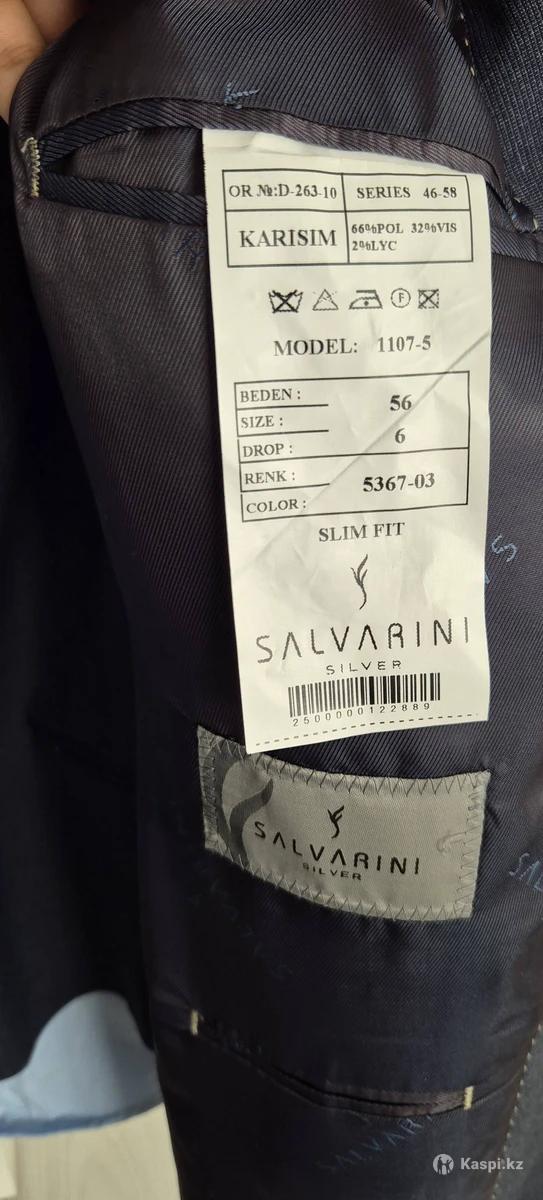 OR №:D-263-10 SERIES 46-58
KARISIM 66%POL 32%VIS
2%LYC
F
MODEL: 1107-5
BEDEN : 56
SIZE :
DROP : 6
RENK : 5367-03
COLOR :
SLIM FIT
SALVARINI
SILVER
2500000122889
SALVARINI
SILVER
SALVARINI
Kaspi.kz